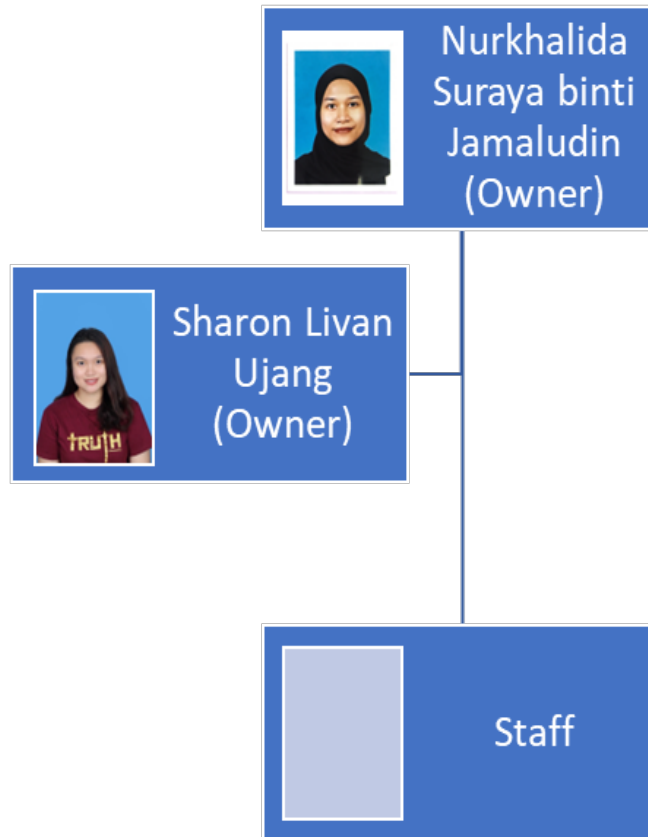 Nurkhalida
Suraya binti
Jamaludin
(Owner)
Sharon Livan
Ujang
(Owner)
TRUTH
Staff